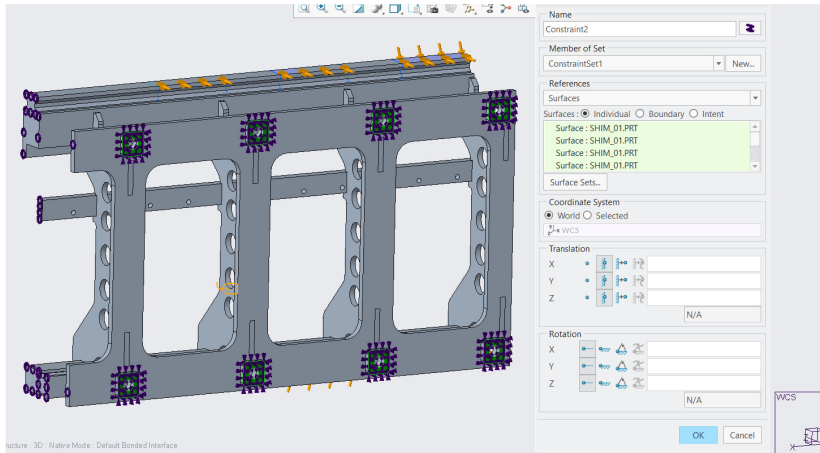 Name
Constraint2
Member of Set
ConstraintSet1
New...
References
Surfaces
Surfaces : Individual Boundary Intent
Surface : SHIM_01.PRT
Surface : SHIM_01.PRT
Surface : SHIM_01.PRT
Surface : SHIM_01.PRT
Surface Sets...
Coordinate System
World Selected
WCS
Translation
X
Y
Z
N/A
Rotation
X
Y
Z
N/A
WCS
OK Cancel
X
ructure : 3D : Native Mode : Default Bonded Interface